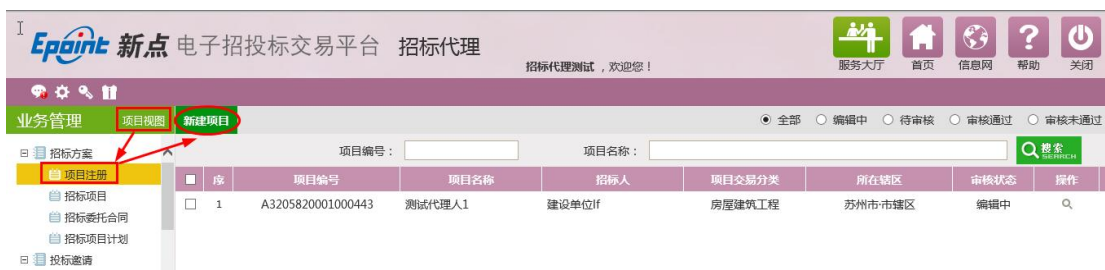 Epoint 新点 电子招投标交易平台 招标代理
招标代理测试，欢迎您！
服务大厅 首页 信息网 帮助 关闭
业务管理 项目视图 新建项目 全部 编辑中 待审核 审核通过 审核未通过
招标方案 项目编号： 项目名称： 搜索 SEARCH
项目注册 序 项目编号 项目名称 招标人 项目交易分类 所在辖区 审核状态 操作
招标项目 1 A3205820001000443 测试代理人1 建设单位lf 房屋建筑工程 苏州市·市辖区 编辑中
招标委托合同
招标项目计划
投标邀请